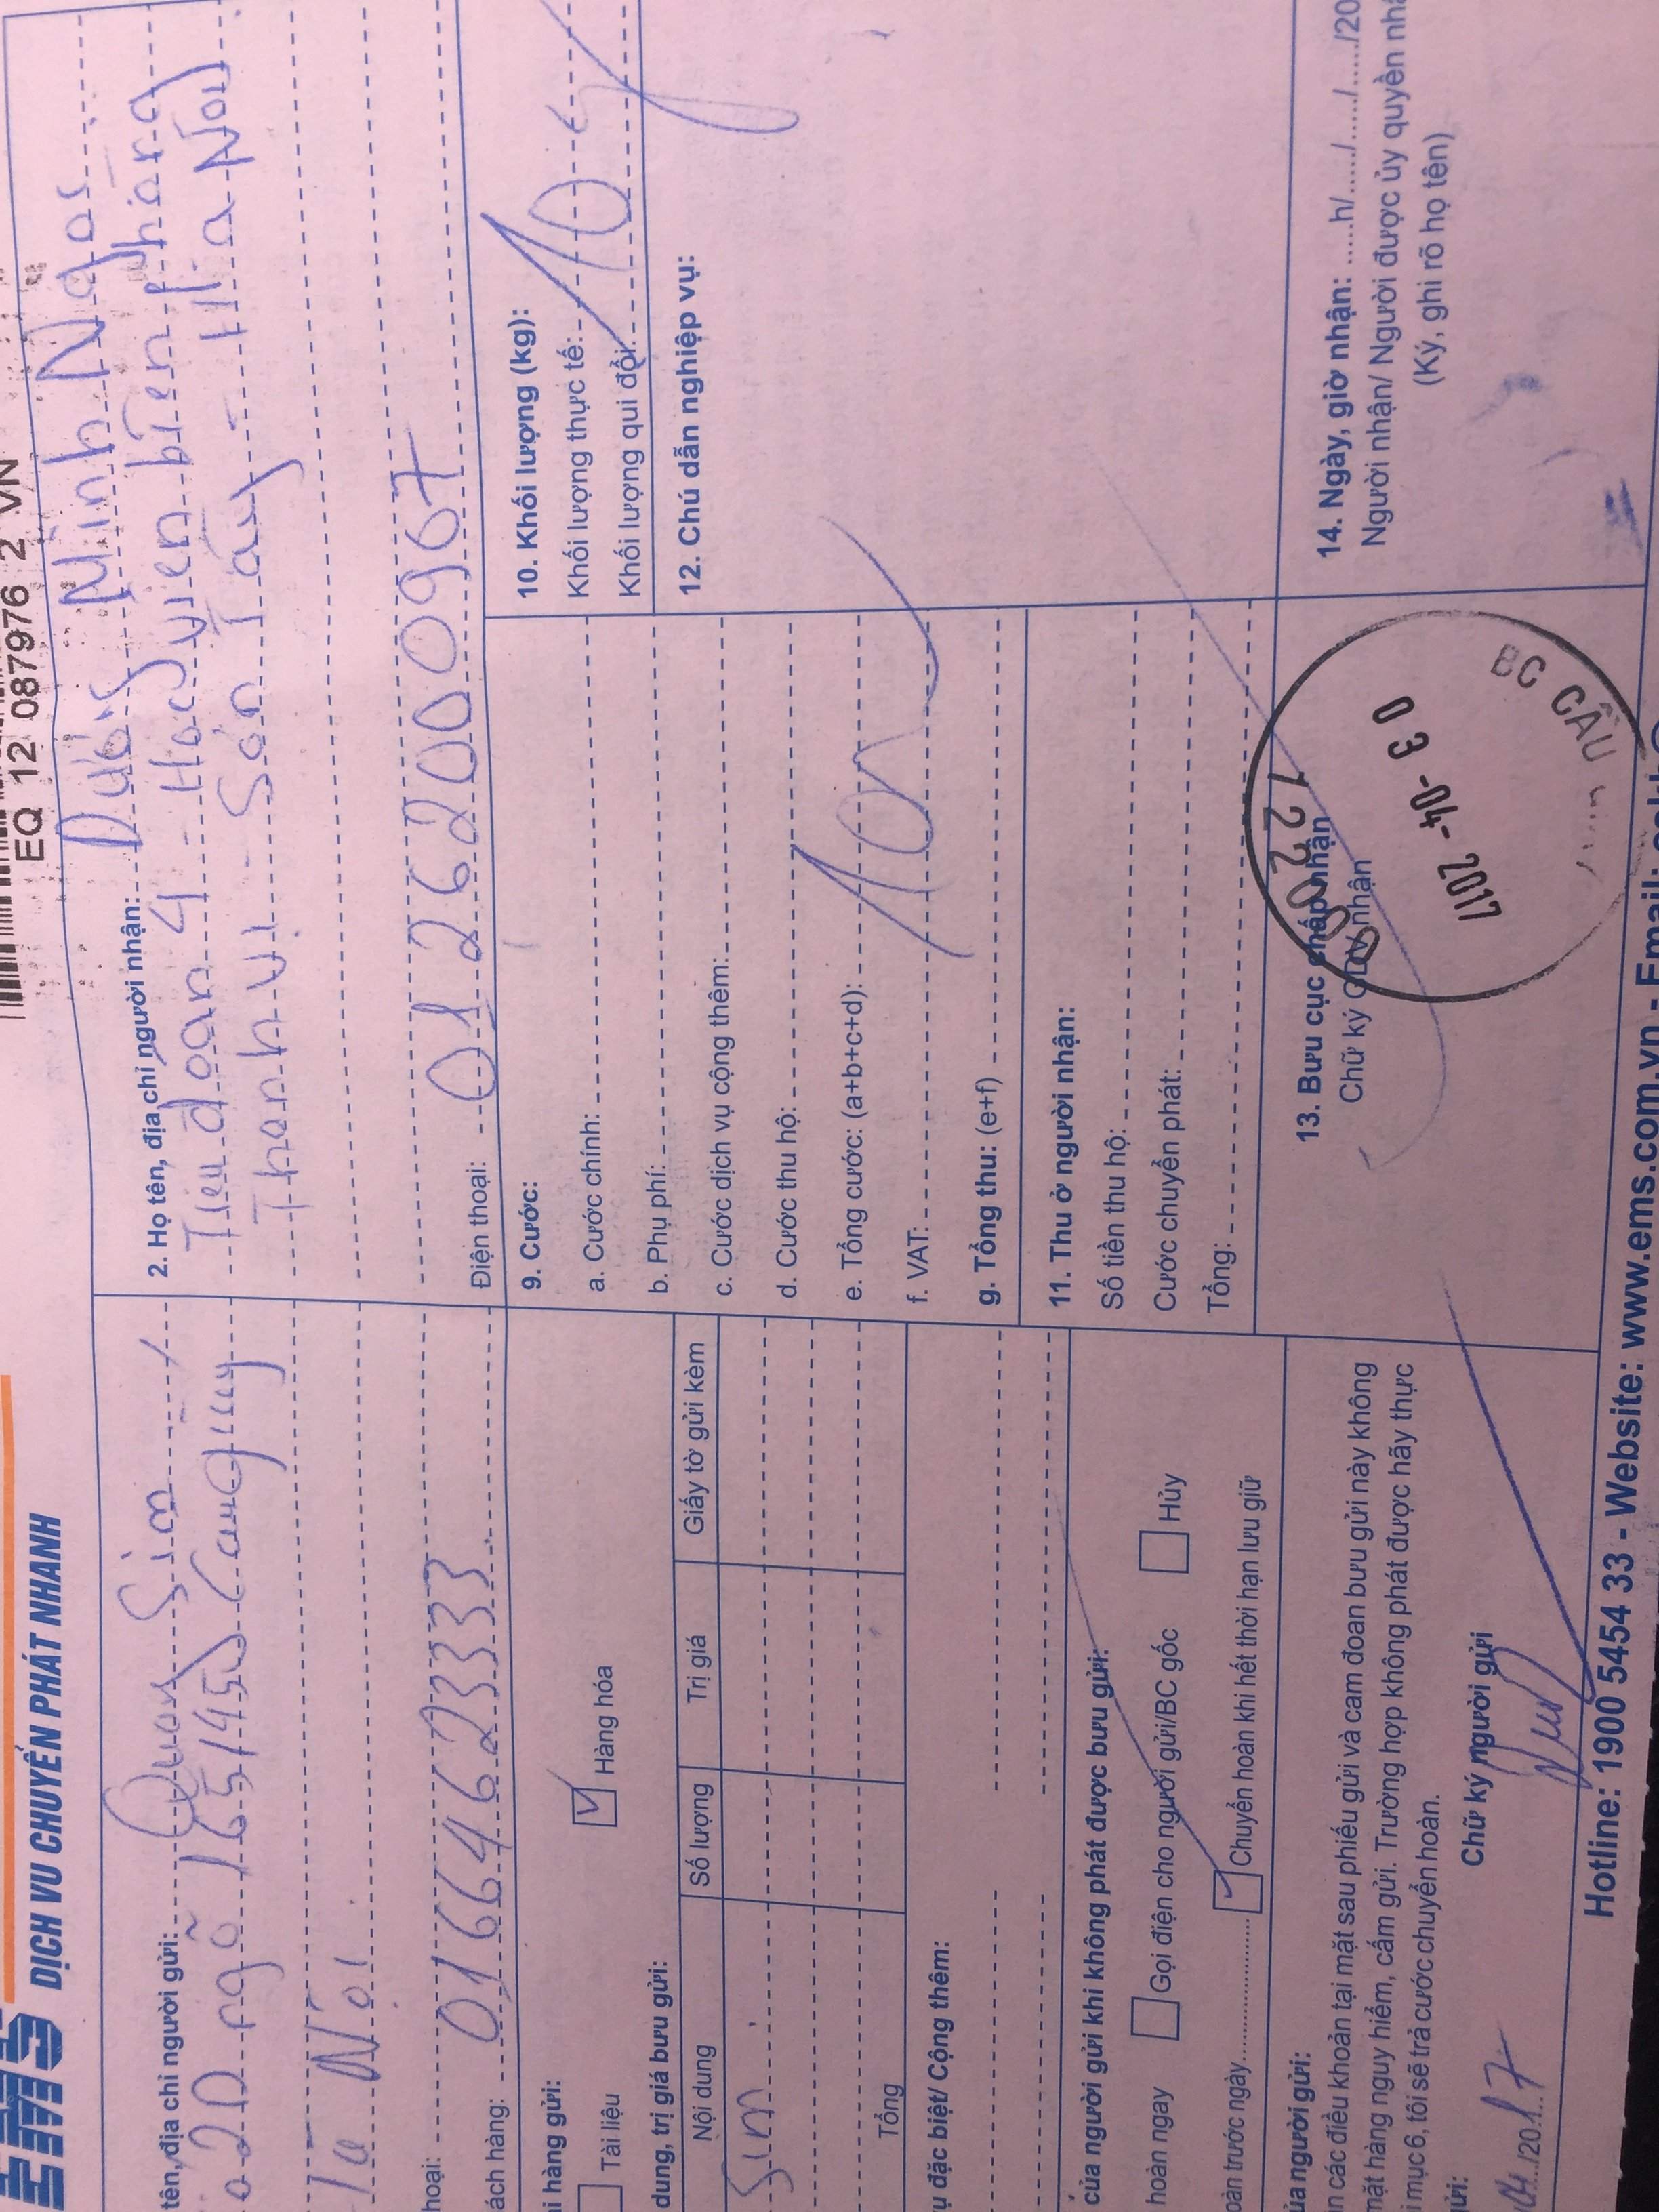 EMS DỊCH VỤ CHUYỂN PHÁT NHANH
EQ 12 087976 2 VN
tên, địa chỉ người gửi: Quang Sim
2D ngõ 165/95
Hà Nội
hoại: 01664623333
ách hàng:
2. Họ tên, địa chỉ người nhận: Minh Ngọc
Tiểu đoàn 4 - Học viện biên phòng
Sơn Tây - Hà Nội
Điện thoại: 01262000967
i hàng gửi:
Tài liệu
Hàng hóa
dung, trị giá bưu gửi:
Nội dung Số lượng Trị giá Giấy tờ gửi kèm
Sim
Tổng
ụ đặc biệt/ Cộng thêm:
của người gửi khi không phát được bưu gửi:
hoàn ngay Gọi điện cho người gửi/BC gốc Hủy
oàn trước ngày Chuyển hoàn khi hết thời hạn lưu giữ
ủa người gửi:
n các điều khoản tại mặt sau phiếu gửi và cam đoan bưu gửi này không
mặt hàng nguy hiểm, cấm gửi. Trường hợp không phát được hãy thực
i mục 6, tôi sẽ trả cước chuyển hoàn.
ửi: Chữ ký người gửi
04/2017
9. Cước:
a. Cước chính:
b. Phụ phí:
c. Cước dịch vụ cộng thêm:
d. Cước thu hộ:
e. Tổng cước: (a+b+c+d):
f. VAT:
g. Tổng thu: (e+f)
10. Khối lượng (kg):
Khối lượng thực tế:
Khối lượng qui đổi:
11. Thu ở người nhận:
Số tiền thu hộ:
Cước chuyển phát:
Tổng:
12. Chú dẫn nghiệp vụ:
13. Bưu cục chấp nhận
Chữ ký GDV nhận
122000
03-04-2017
BC CẦU
14. Ngày, giờ nhận: .....h/....../....../20
Người nhận/ Người được ủy quyền nhậ
(Ký, ghi rõ họ tên)
Hotline: 1900 5454 33 - Website: www.ems.com.vn - Email: